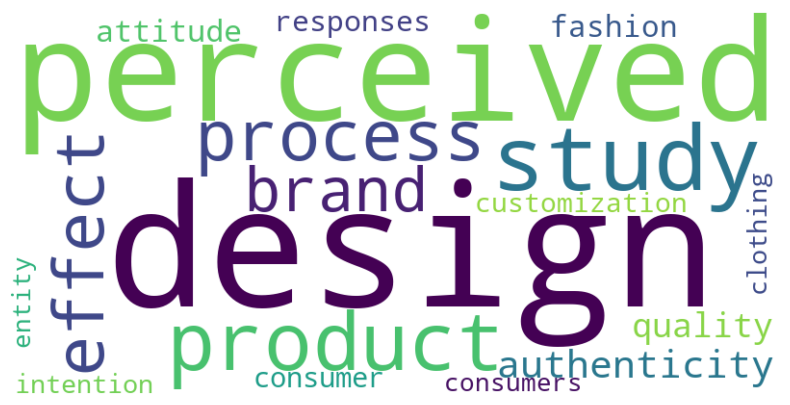 attitude
responses
fashion
perceived
process
study
effect
brand
customization
clothing
design
entity
product
quality
authenticity
intention
consumer
consumers